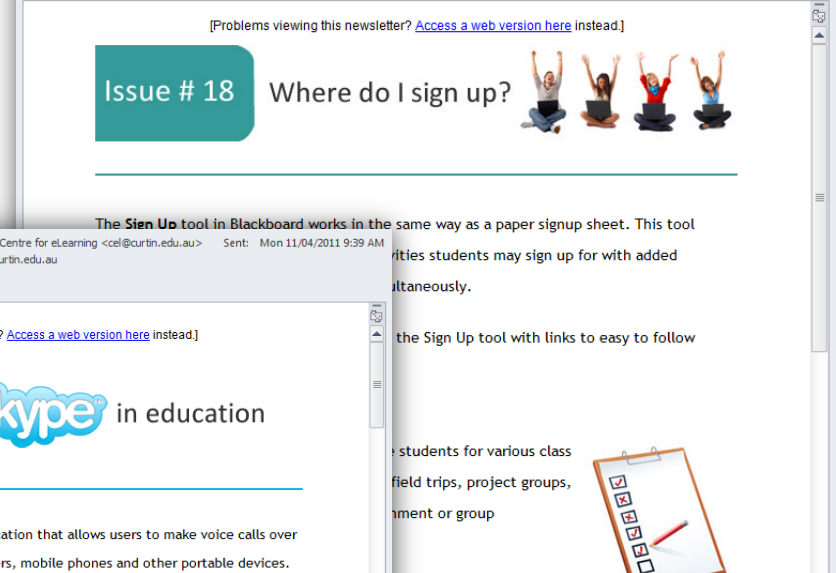 [Problems viewing this newsletter? Access a web version here instead.]
Issue # 18
Where do I sign up?
The Sign Up tool in Blackboard works in the same way as a paper signup sheet. This tool
ities students may sign up for with added
ltaneously.
the Sign Up tool with links to easy to follow
students for various class
field trips, project groups,
nment or group
Centre for eLearning <cel@curtin.edu.au> Sent: Mon 11/04/2011 9:39 AM
urtin.edu.au
? Access a web version here instead.]
kype™ in education
ation that allows users to make voice calls over
rs, mobile phones and other portable devices.